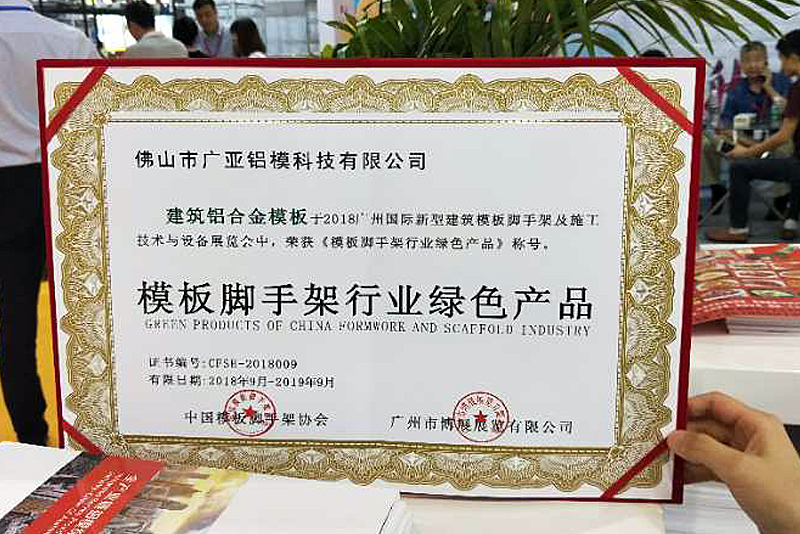 佛山市广亚铝模科技有限公司
建筑铝合金模板于2018广州国际新型建筑模板脚手架及施工
技术与设备展览会中，荣获《模板脚手架行业绿色产品》称号。
模板脚手架行业绿色产品
GREEN PRODUCTS OF CHINA FORMWORK AND SCAFFOLD INDUSTRY
证书编号:CFSH-2018009
有限日期:2018年9月-2019年9月
中国模板脚手架协会
广州市博展展览有限公司